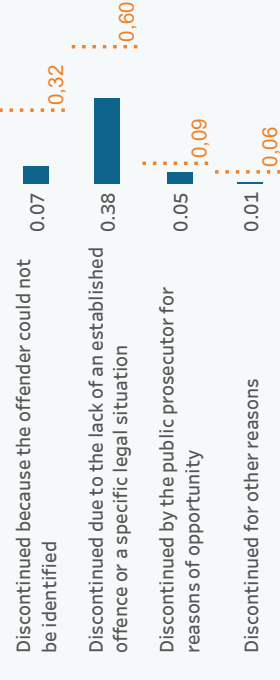 Discontinued because the offender could not
be identified
0.07
0,32
Discontinued due to the lack of an established
offence or a specific legal situation
0.38
0,60
Discontinued by the public prosecutor for
reasons of opportunity
0.05
0,09
Discontinued for other reasons
0.01
0,06